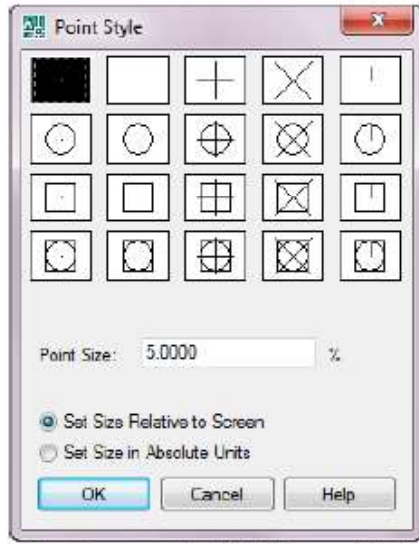 Point Style
Point Size: 5.0000 %
Set Size Relative to Screen
Set Size in Absolute Units
OK Cancel Help